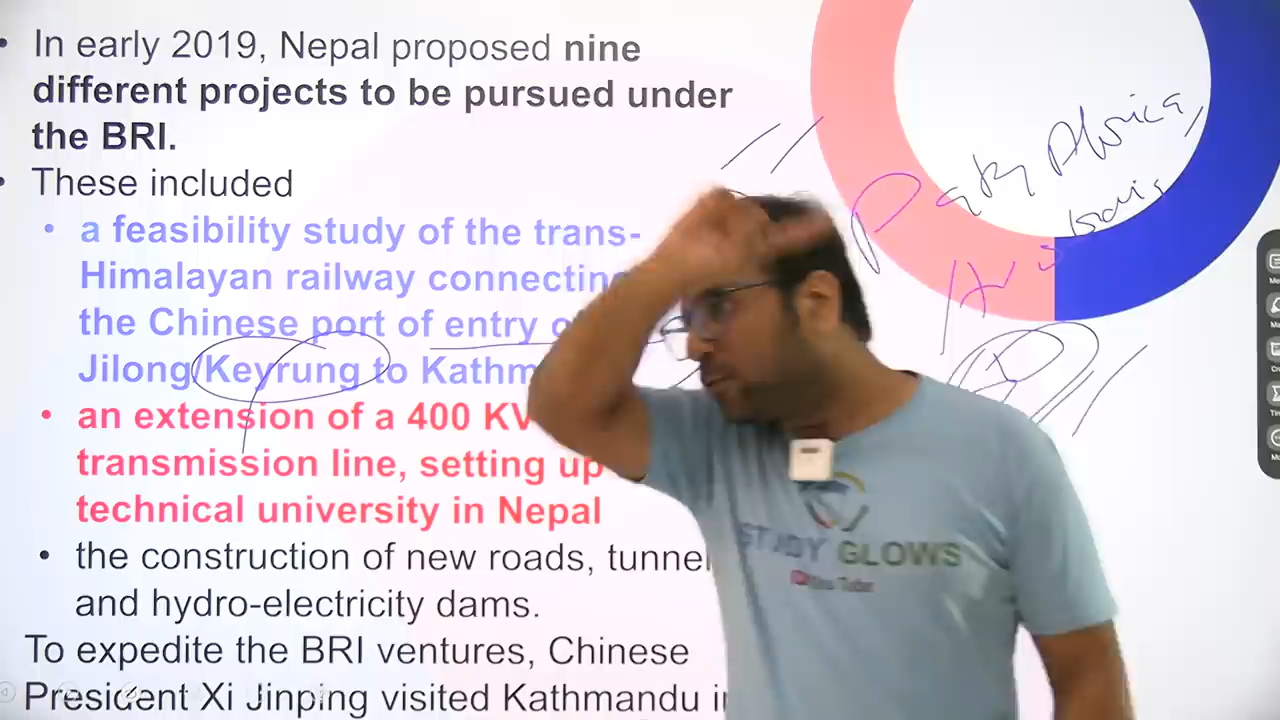 • In early 2019, Nepal proposed nine
different projects to be pursued under
the BRI.
• These included
• a feasibility study of the trans-
Himalayan railway connectin
the Chinese port of entry o
Jilong/Keyrung to Kathm
• an extension of a 400 KV
transmission line, setting up
technical university in Nepal
• the construction of new roads, tunnel
and hydro-electricity dams.
To expedite the BRI ventures, Chinese
President Xi Jinping visited Kathmandu in
STUDY GLOWS